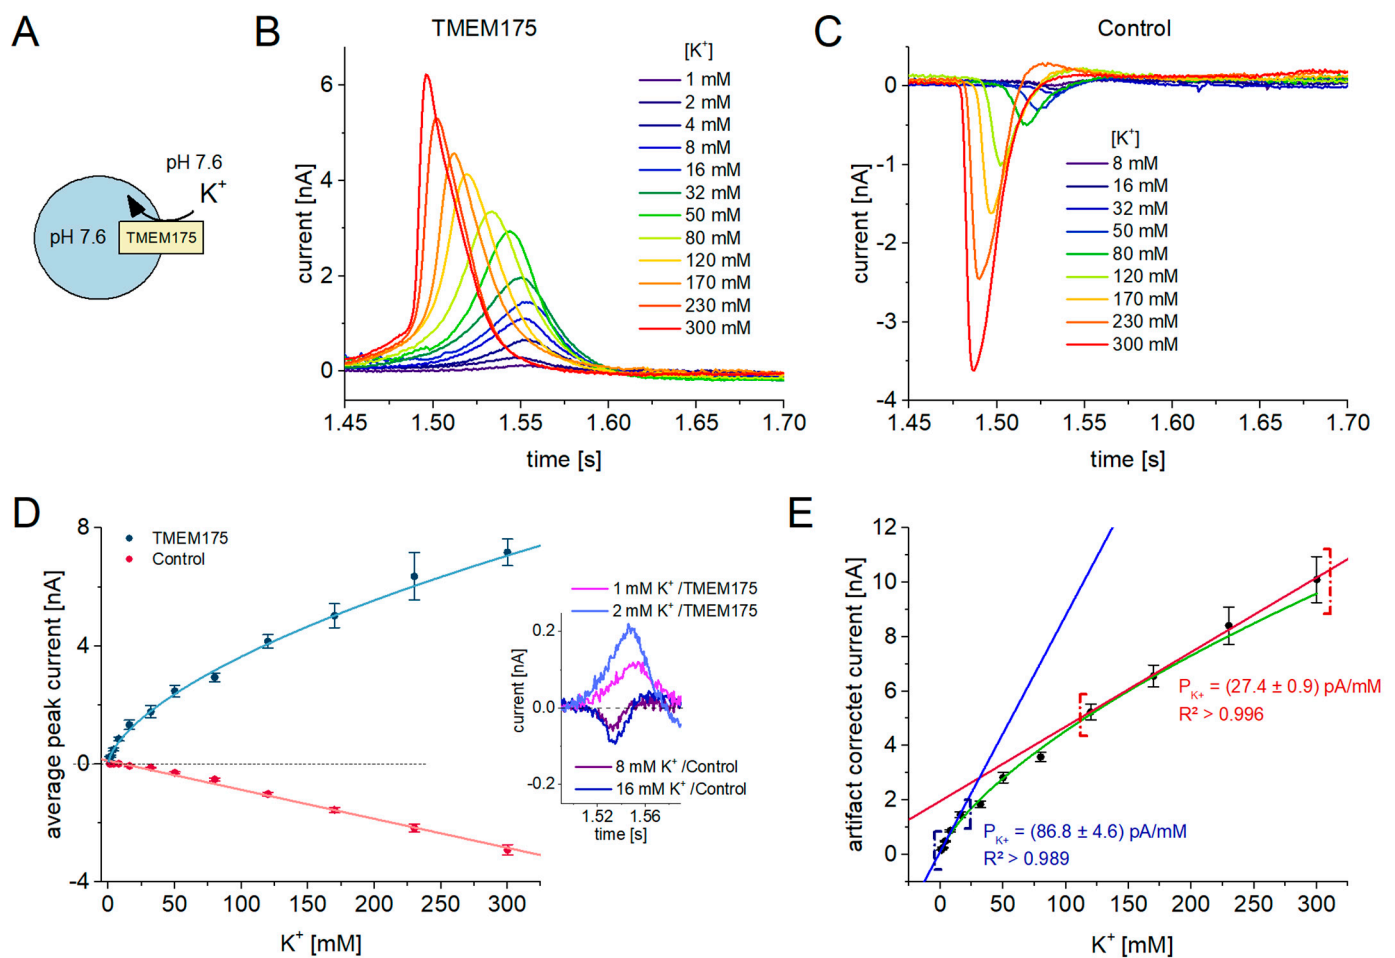 A
pH 7.6
K+
pH 7.6
TMEM175
B
TMEM175
[K+]
1 mM
2 mM
4 mM
8 mM
16 mM
32 mM
50 mM
80 mM
120 mM
170 mM
230 mM
300 mM
current [nA]
6
4
2
0
1.45
1.50
1.55
1.60
1.65
1.70
time [s]
C
Control
[K+]
8 mM
16 mM
32 mM
50 mM
80 mM
120 mM
170 mM
230 mM
300 mM
current [nA]
0
-1
-2
-3
-4
1.45
1.50
1.55
1.60
1.65
1.70
time [s]
D
TMEM175
Control
average peak current [nA]
8
4
0
-4
0
50
100
150
200
250
300
K+ [mM]
1 mM K+ /TMEM175
2 mM K+ /TMEM175
current [nA]
0.2
0.0
-0.2
8 mM K+ /Control
16 mM K+ /Control
1.52
1.56
time [s]
E
artifact correctet current [nA]
12
10
8
6
4
2
0
PK+ = (27.4 ± 0.9) pA/mM
R² > 0.996
PK+ = (86.8 ± 4.6) pA/mM
R² > 0.989
0
50
100
150
200
250
300
K+ [mM]